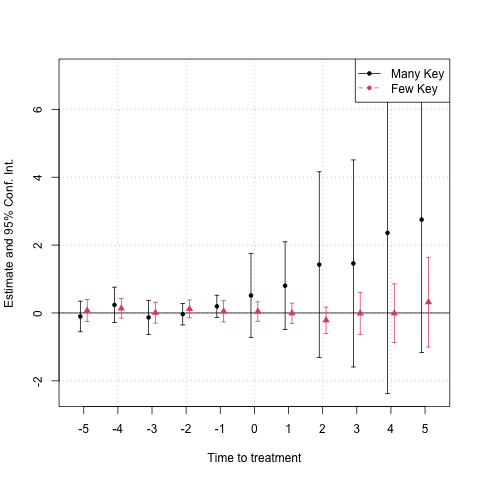 Many Key
Few Key
Estimate and 95% Conf. Int.
6
4
2
0
-2
-5 -4 -3 -2 -1 0 1 2 3 4 5
Time to treatment